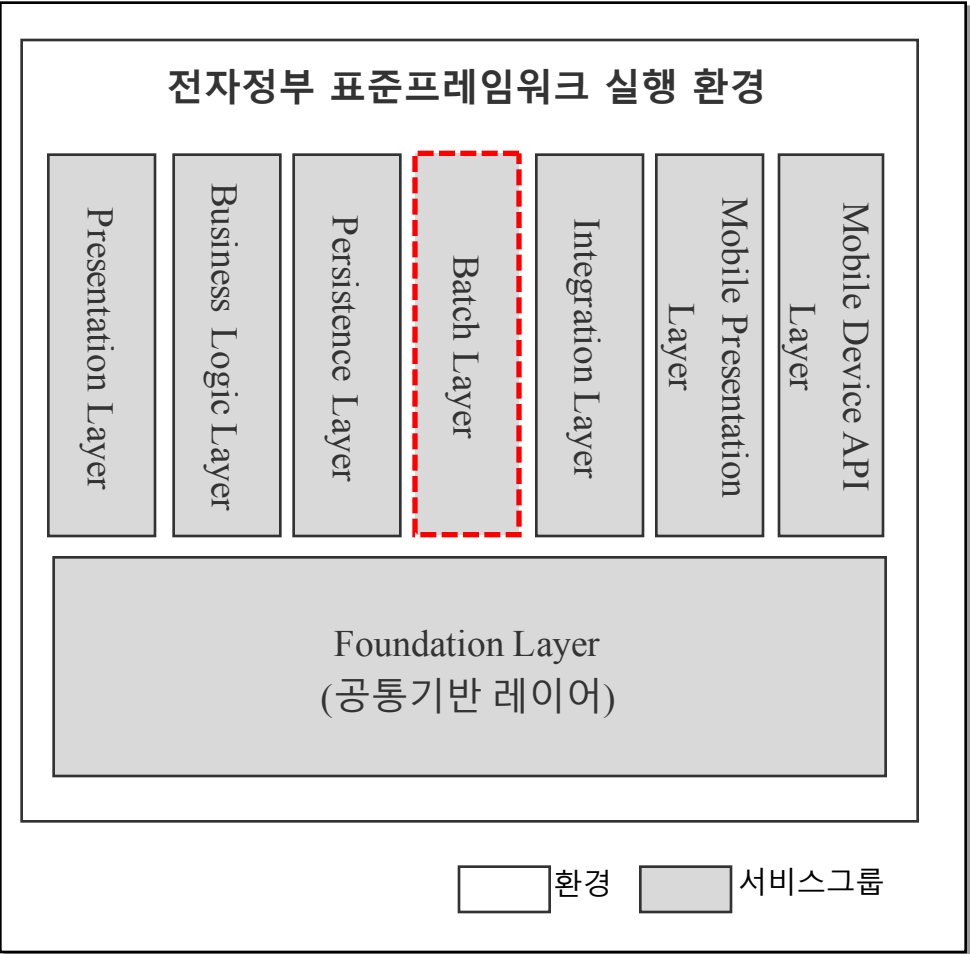 전자정부 표준프레임워크 실행 환경
Presentation Layer
Business Logic Layer
Persistence Layer
Batch Layer
Integration Layer
Mobile Presentation
Layer
Mobile Device API
Layer
Foundation Layer
(공통기반 레이어)
환경
서비스그룹